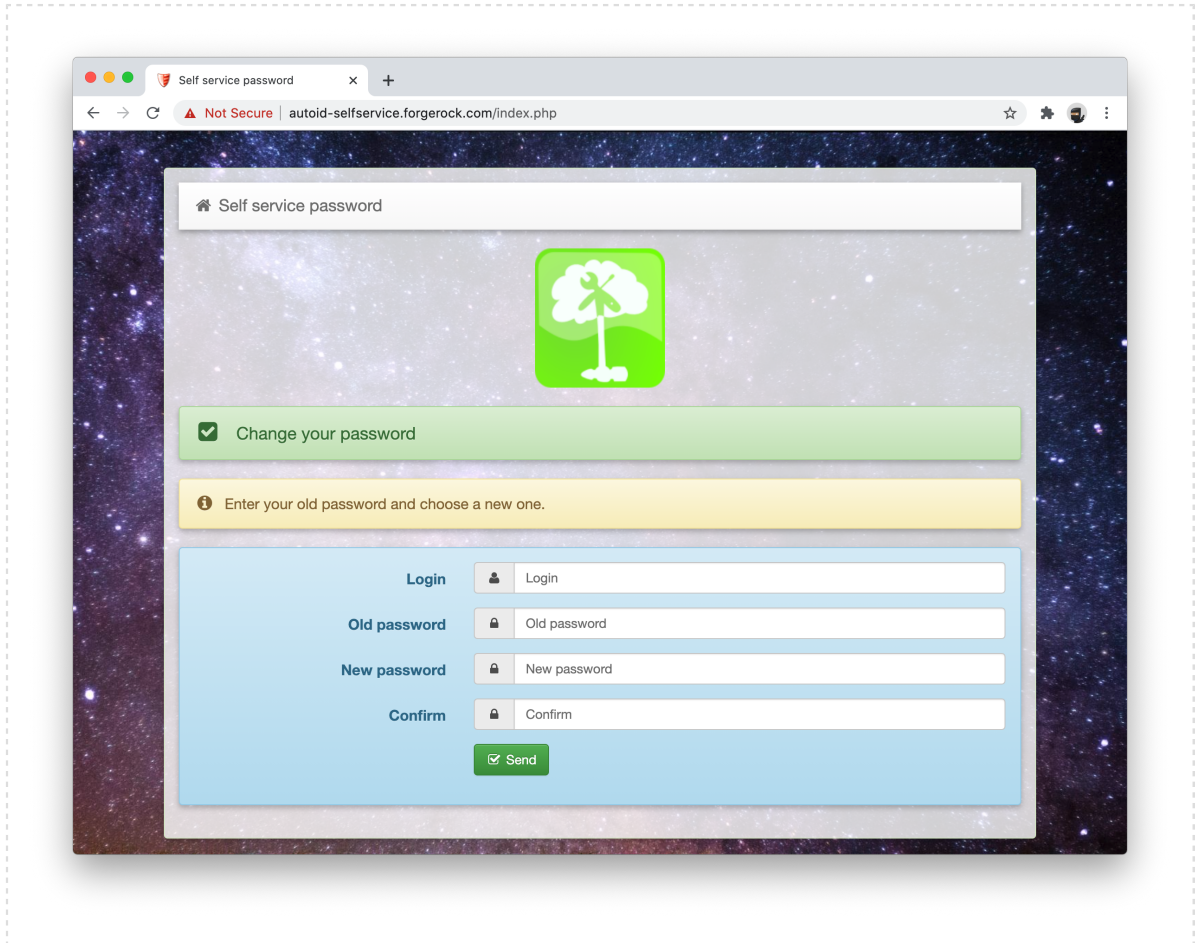 Self service password
Not Secure autoid-selfservice.forgerock.com/index.php
Self service password
Change your password
Enter your old password and choose a new one.
Login Login
Old password Old password
New password New password
Confirm Confirm
Send